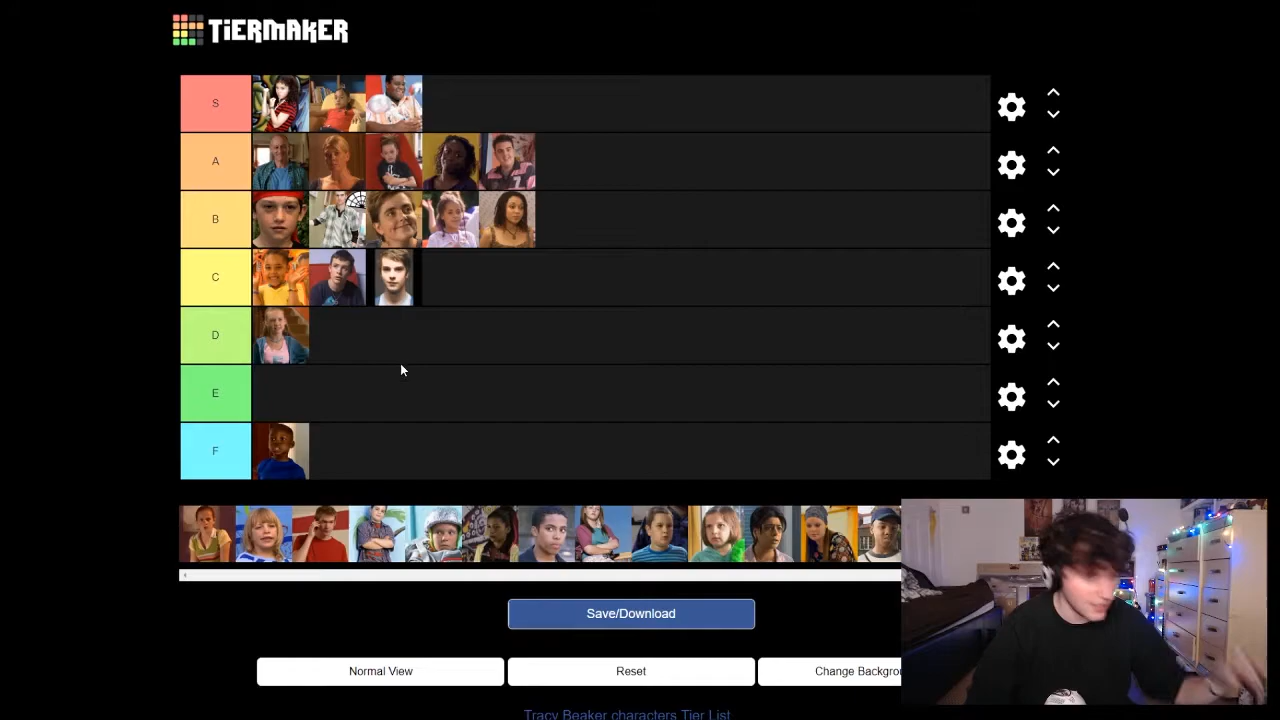 TIERMAKER
S
A
B
C
D
E
F
Save/Download
Normal View
Reset
Change Backgro
Tracy Beaker characters Tier List